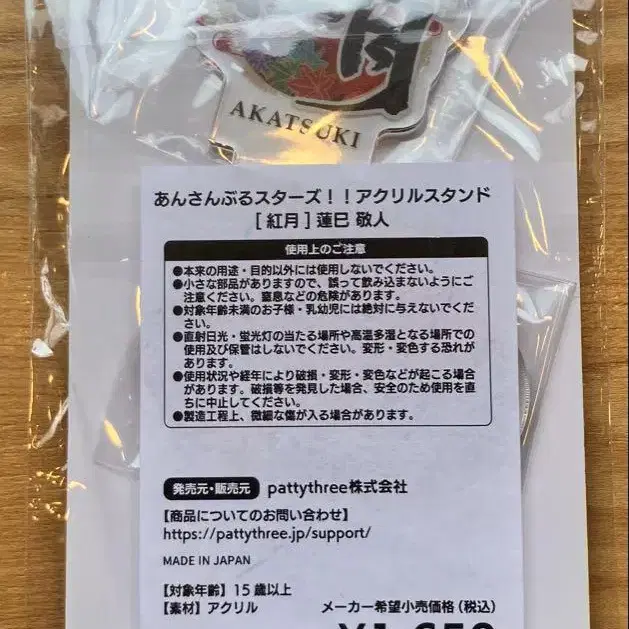 月
AKATSUKI
あんさんぶるスターズ！！アクリルスタンド
[ 紅月 ] 蓮巳 敬人
使用上のご注意
●本来の用途・目的以外には使用しないでください。
●小さな部品がありますので、誤って飲み込まないようにご
注意ください。窒息などの危険があります。
●対象年齢未満のお子様・乳幼児には絶対に与えないでくださ
い。
●直射日光・蛍光灯の当たる場所や高温多湿となる場所での
使用及び保管はしないでください。変形・変色する恐れが
あります。
●使用状況や経年により破損・変形・変色などが起こる場合
があります。破損等を発見した場合、安全のため使用を直
ちに中止してください。
●製造工程上、微細な傷が入る場合があります。
発売元・販売元 pattythree株式会社
【商品についてのお問い合わせ】
https://pattythree.jp/support/
MADE IN JAPAN
【対象年齢】15歳以上
【素材】アクリル メーカー希望小売価格（税込）
¥1,650